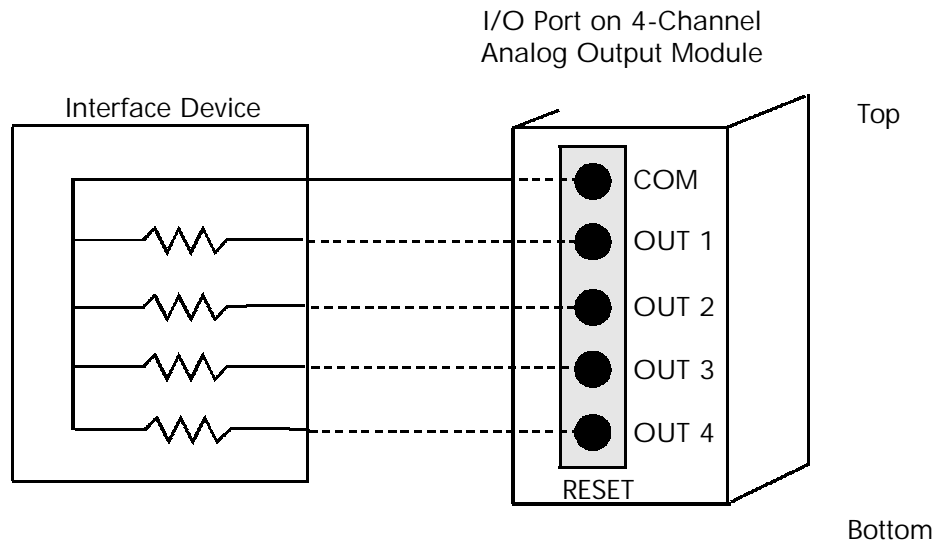 I/O Port on 4-Channel
Analog Output Module
Interface Device
Top
COM
OUT 1
OUT 2
OUT 3
OUT 4
RESET
Bottom